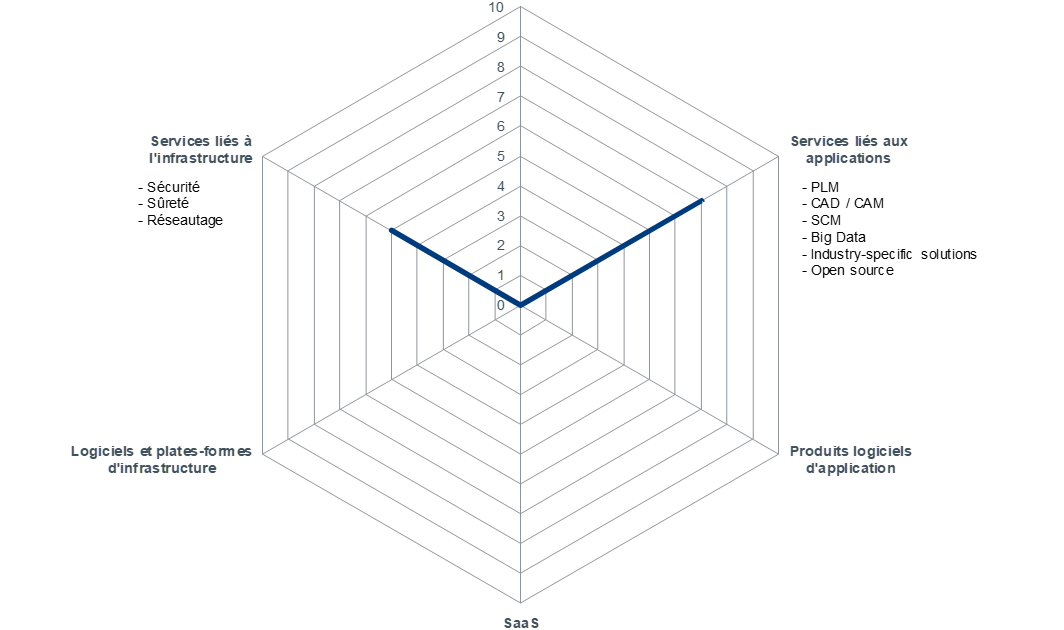 10
9
8
7
6
5
4
3
2
1
0
Services liés à
l'infrastructure
- Sécurité
- Sûreté
- Réseautage
Services liés aux
applications
- PLM
- CAD / CAM
- SCM
- Big Data
- Industry-specific solutions
- Open source
Logiciels et plates-formes
d'infrastructure
Produits logiciels
d'application
SaaS